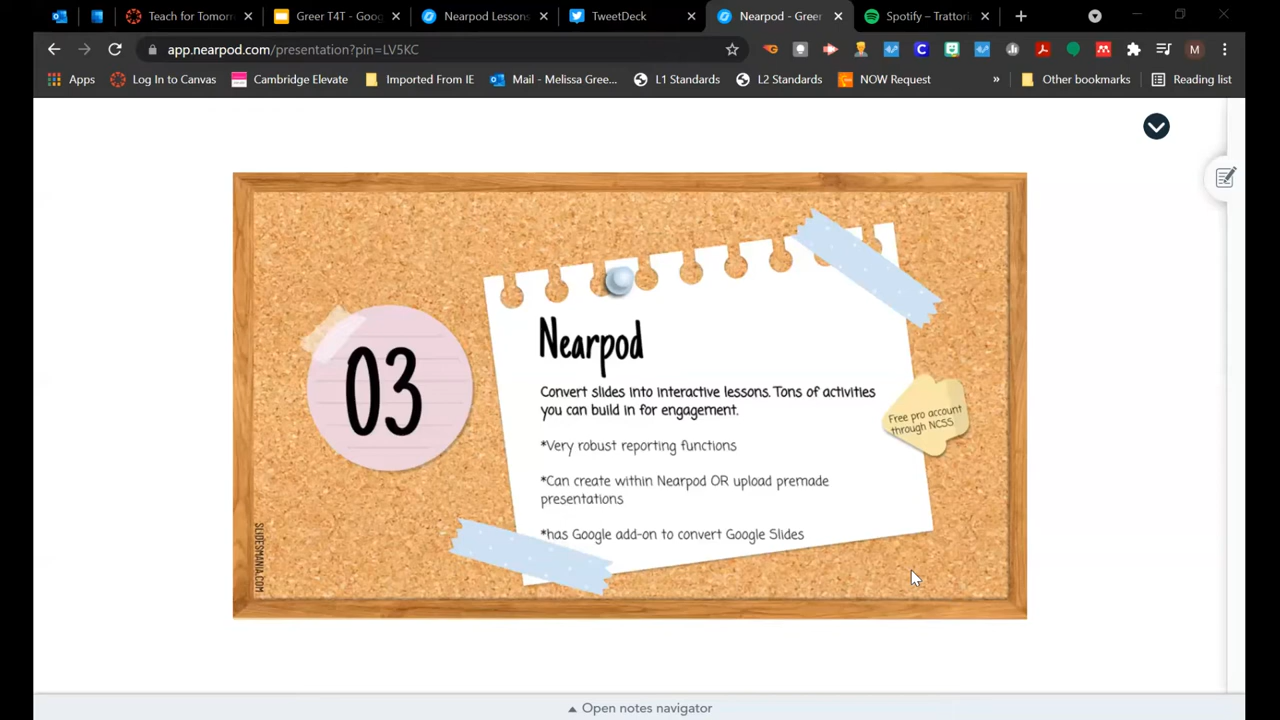 Teach for Tomorr
Greer T4T - Goog
Nearpod Lessons
TweetDeck
Nearpod - Greer
Spotify – Trattoria
app.nearpod.com/presentation?pin=LV5KC
M
Apps
Log In to Canvas
Cambridge Elevate
Imported From IE
Mail - Melissa Gree...
L1 Standards
L2 Standards
NOW Request
»
Other bookmarks
Reading list
03
Nearpod
Convert slides into interactive lessons. Tons of activities
you can build in for engagement.
*Very robust reporting functions
*Can create within Nearpod OR upload premade
presentations
*has Google add-on to convert Google Slides
Free pro account
through NCSS
SLIDESMANIA.COM
Open notes navigator